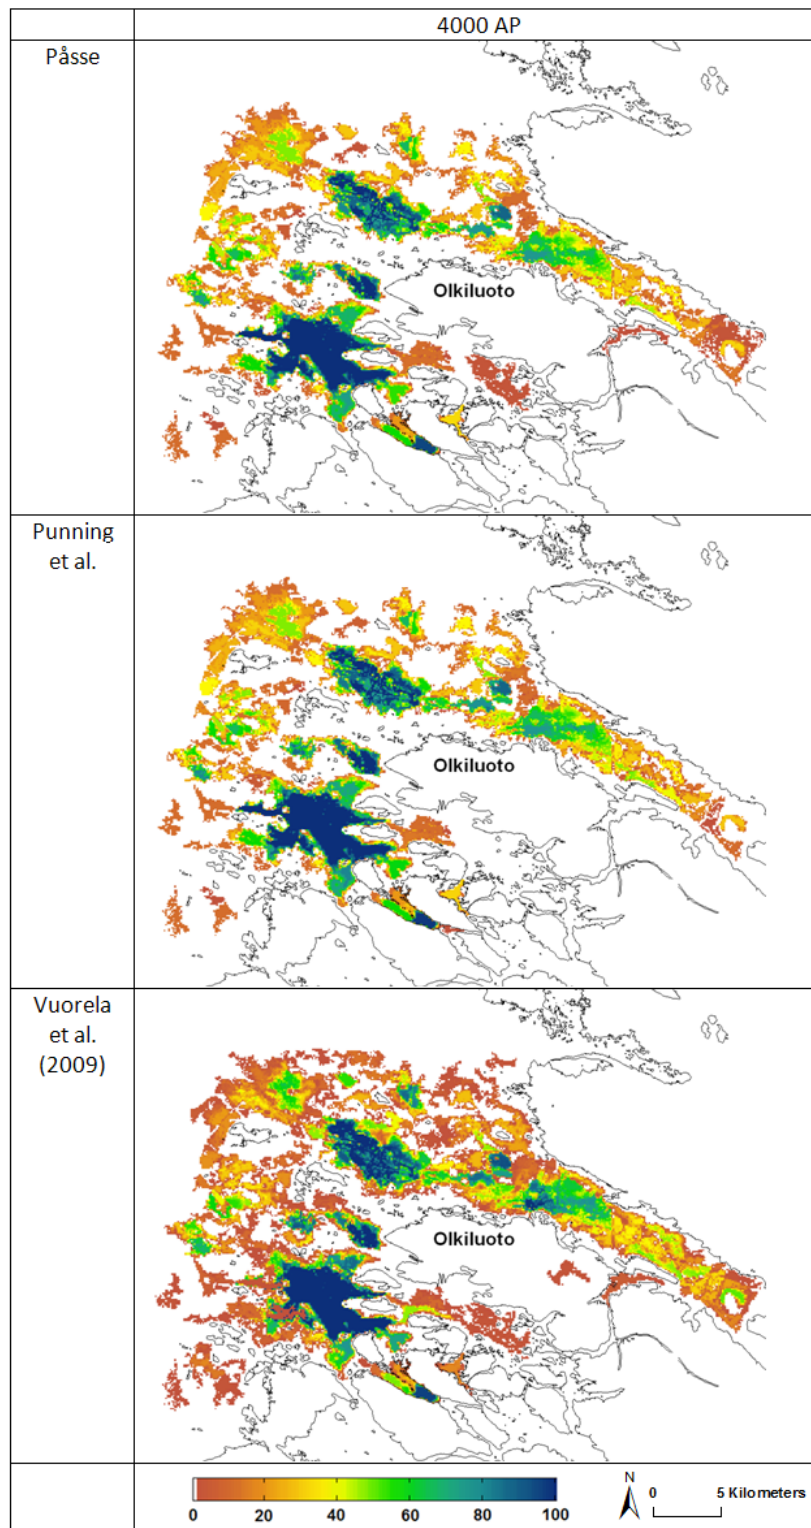 4000 AP
Påsse
Olkiluoto
Punning
et al.
Olkiluoto
Vuorela
et al.
(2009)
Olkiluoto
0 20 40 60 80 100
N
0 5 Kilometers